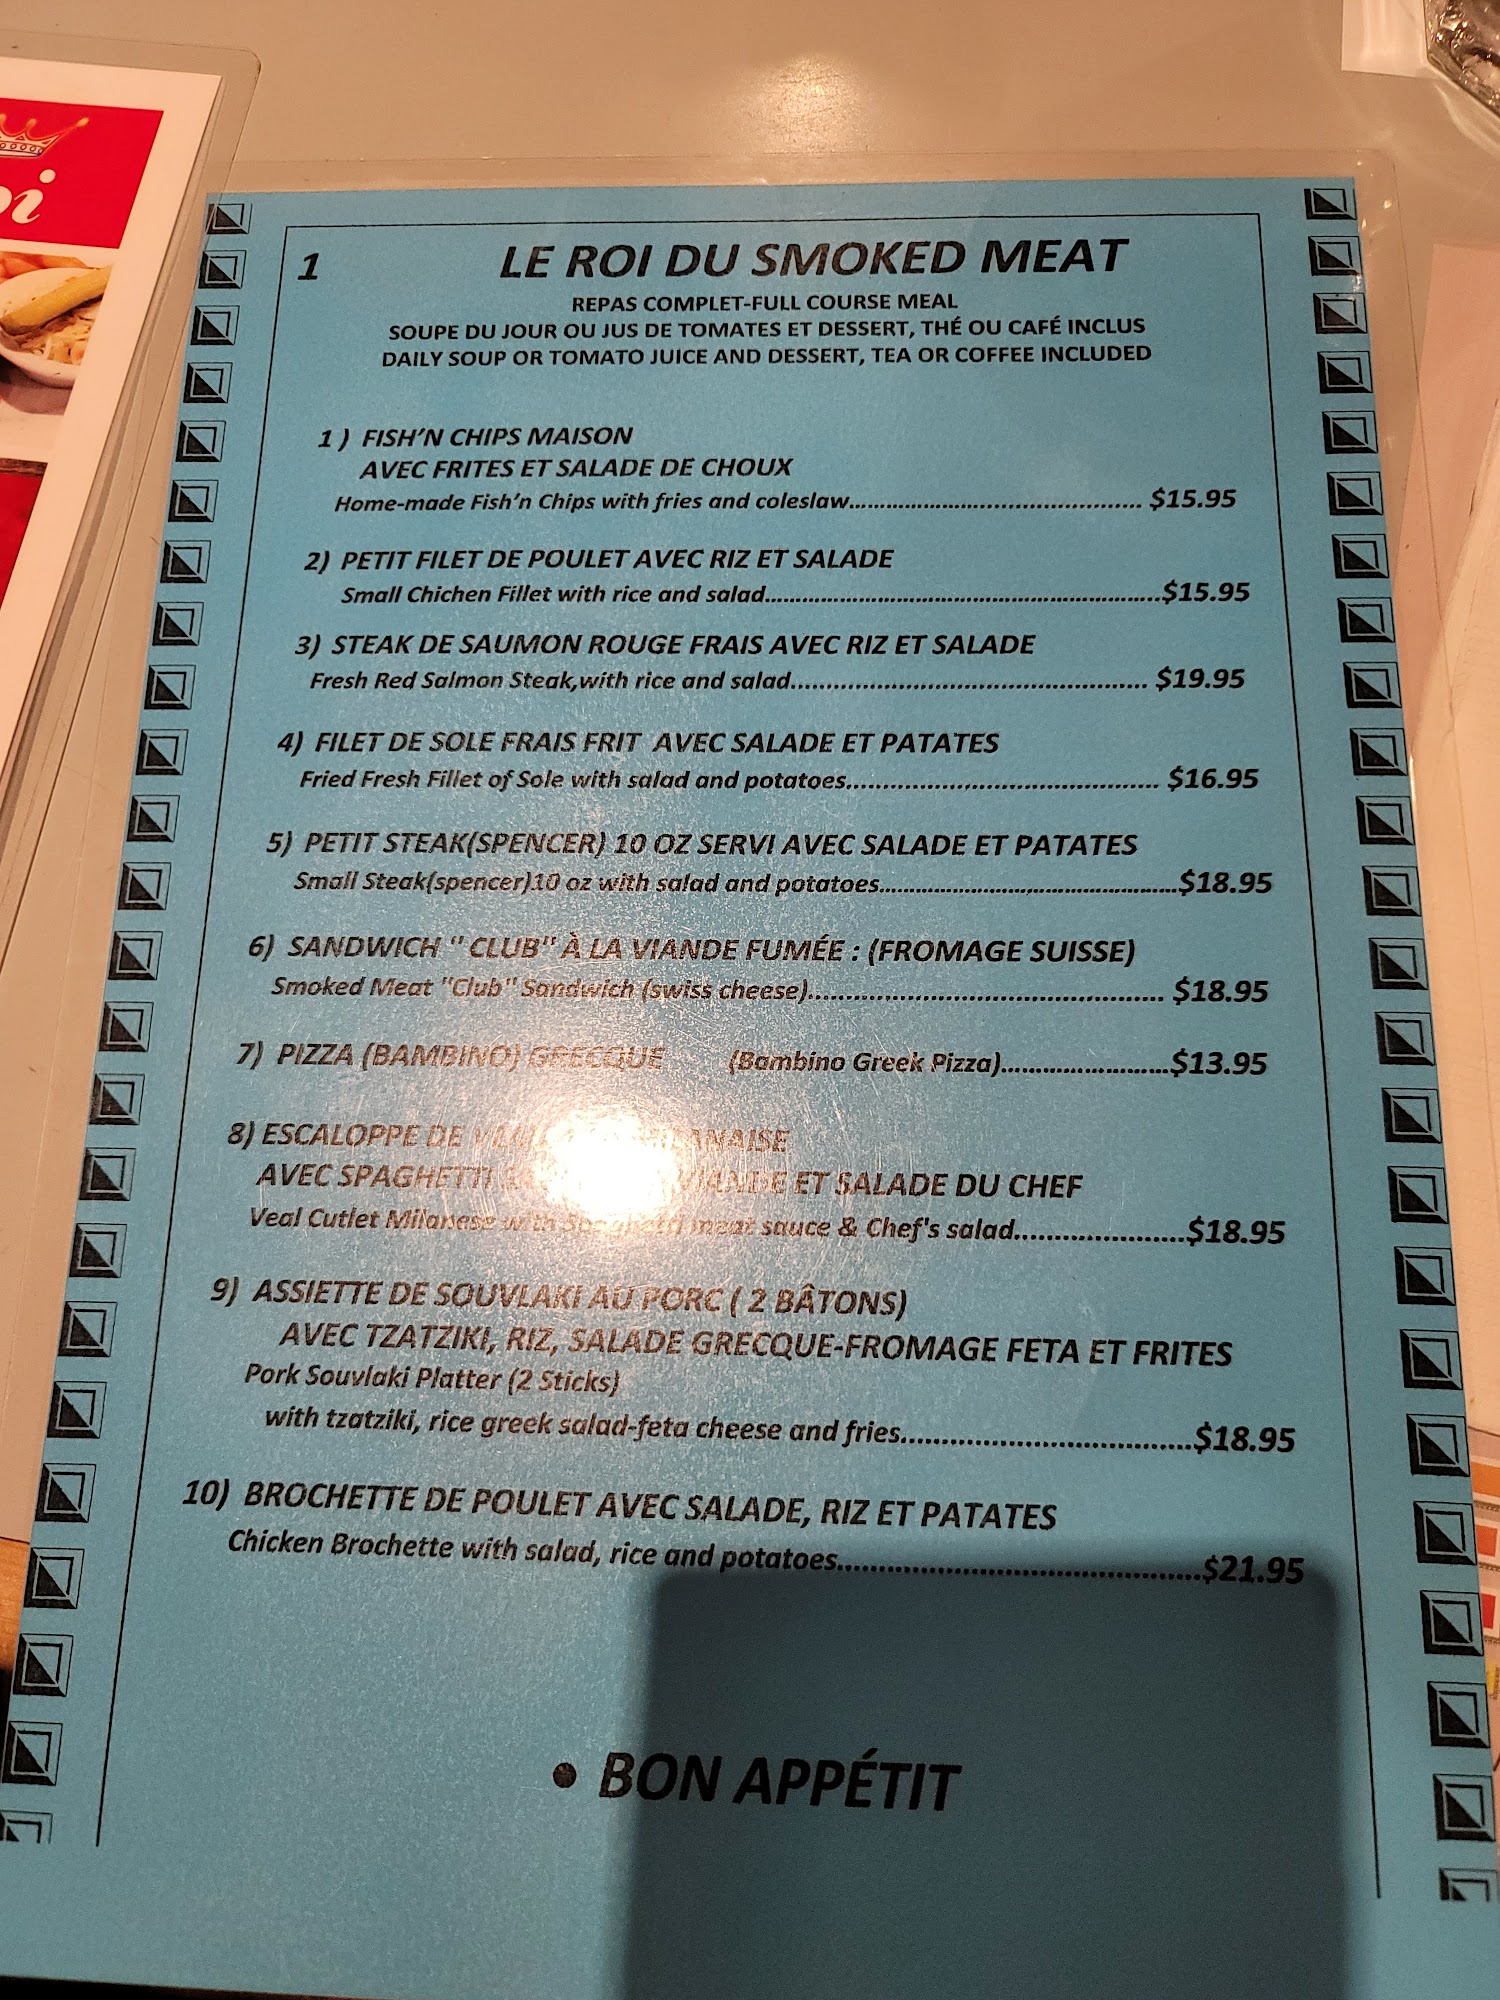 oi
1
LE ROI DU SMOKED MEAT
REPAS COMPLET-FULL COURSE MEAL
SOUPE DU JOUR OU JUS DE TOMATES ET DESSERT, THÉ OU CAFÉ INCLUS
DAILY SOUP OR TOMATO JUICE AND DESSERT, TEA OR COFFEE INCLUDED
1 ) FISH'N CHIPS MAISON
AVEC FRITES ET SALADE DE CHOUX
Home-made Fish'n Chips with fries and coleslaw.......................................... $15.95
2) PETIT FILET DE POULET AVEC RIZ ET SALADE
Small Chichen Fillet with rice and salad..................................................$15.95
3) STEAK DE SAUMON ROUGE FRAIS AVEC RIZ ET SALADE
Fresh Red Salmon Steak,with rice and salad............................................. $19.95
4) FILET DE SOLE FRAIS FRIT AVEC SALADE ET PATATES
Fried Fresh Fillet of Sole with salad and potatoes....................................... $16.95
5) PETIT STEAK(SPENCER) 10 OZ SERVI AVEC SALADE ET PATATES
Small Steak(spencer)10 oz with salad and potatoes.....................................$18.95
6) SANDWICH " CLUB" À LA VIANDE FUMÉE : (FROMAGE SUISSE)
Smoked Meat "Club" Sandwich (swiss cheese)............................................ $18.95
7) PIZZA (BAMBINO) GRECQUE (Bambino Greek Pizza).....................$13.95
8) ESCALOPPE DE
AVEC SPAGHETTI VIANDE ET SALADE DU CHEF
Veal Cutlet Milanese with Spaghetti meat sauce & Chef's salad.....................$18.95
9) ASSIETTE DE SOUVLAKI AU PORC ( 2 BÂTONS)
AVEC TZATZIKI, RIZ, SALADE GRECQUE-FROMAGE FETA ET FRITES
Pork Souvlaki Platter (2 Sticks)
with tzatziki, rice greek salad-feta cheese and fries....................................$18.95
10) BROCHETTE DE POULET AVEC SALADE, RIZ ET PATATES
Chicken Brochette with salad, rice and potatoes.............................................$21.95
• BON APPÉTIT